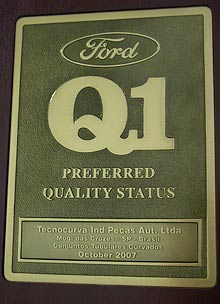 Ford
Q1
PREFERRED
QUALITY STATUS
Tecnocurva Ind Peças Aut. Ltda
Mogi das Cruzes - SP - Brasil
Conjuntos Tubulares Curvados
October 2007